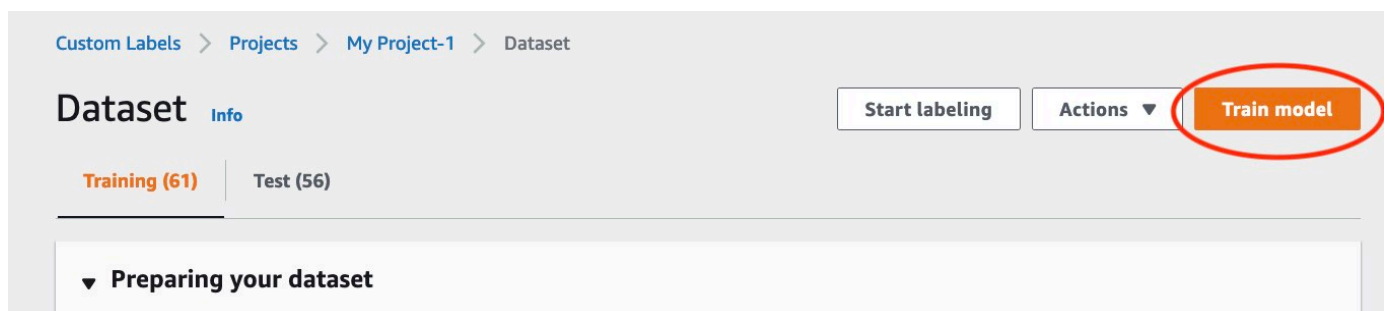 Custom Labels > Projects > My Project-1 > Dataset
Dataset Info
Start labeling
Actions ▼
Train model
Training (61)
Test (56)
▼ Preparing your dataset